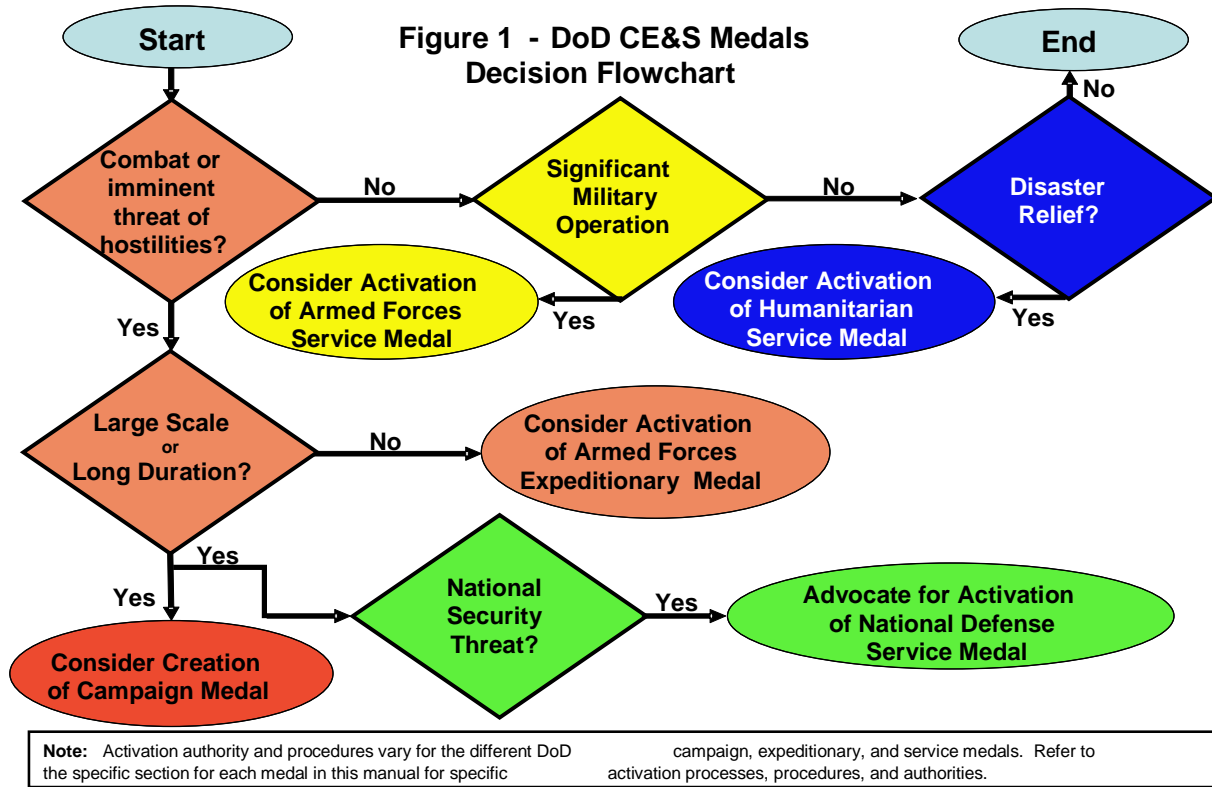 Start
Figure 1 - DoD CE&S Medals
Decision Flowchart
End
No
Combat or
imminent
threat of
hostilities?
No
Significant
Military
Operation
No
Disaster
Relief?
Consider Activation
of Armed Forces
Service Medal
Yes
Consider Activation
of Humanitarian
Service Medal
Yes
Yes
Large Scale
or
Long Duration?
No
Consider Activation
of Armed Forces
Expeditionary Medal
Yes
Yes
National
Security
Threat?
Yes
Advocate for Activation
of National Defense
Service Medal
Consider Creation
of Campaign Medal
Note: Activation authority and procedures vary for the different DoD campaign, expeditionary, and service medals. Refer to
the specific section for each medal in this manual for specific activation processes, procedures, and authorities.